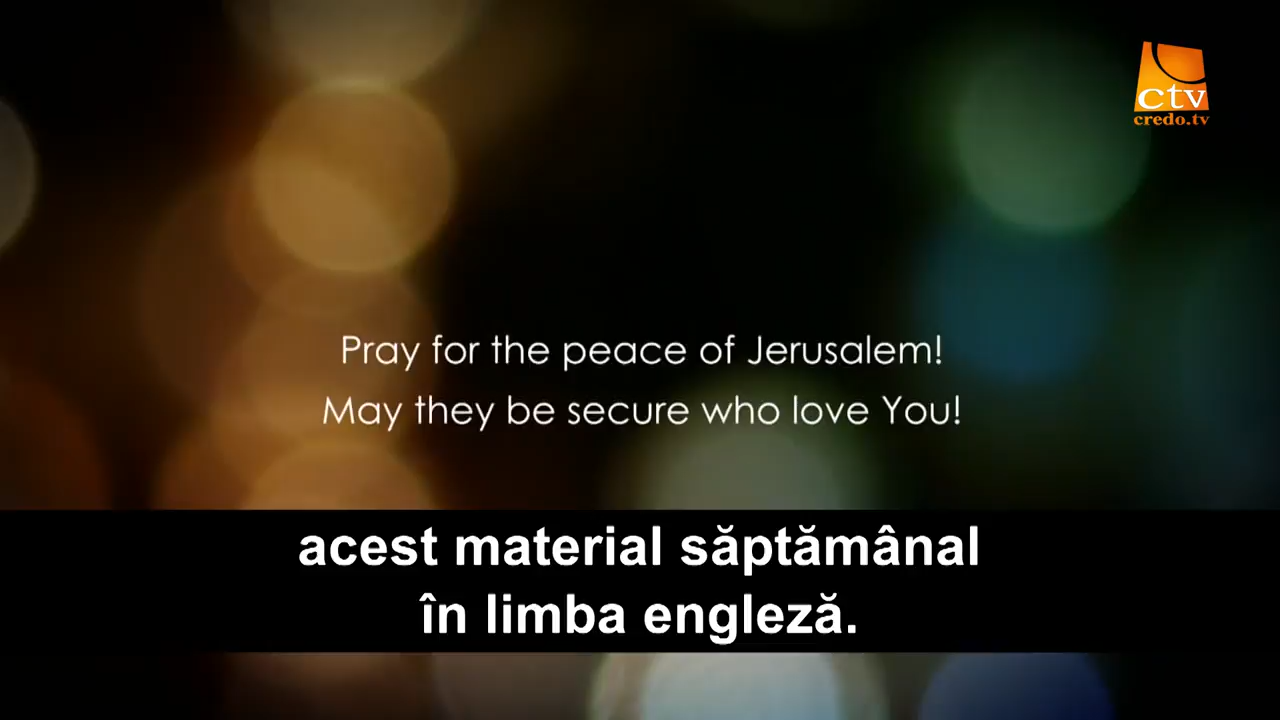 ctv
credo.tv
Pray for the peace of Jerusalem!
May they be secure who love You!
acest material săptămânal
în limba engleză.